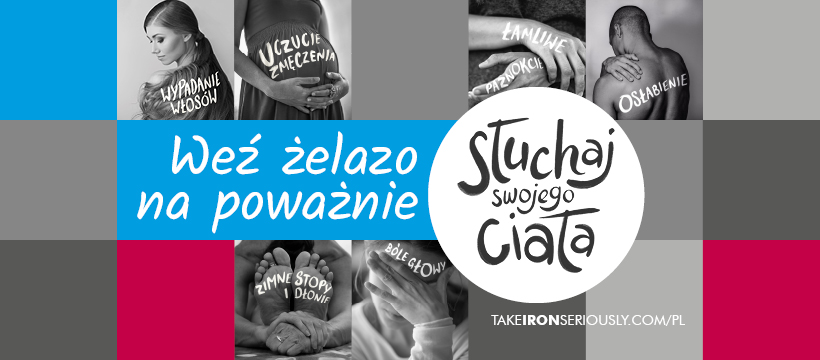 WYPADANIE
WŁOSÓW
UCZUCIE
ZMĘCZENIA
ŁAMLIWE
PAZNOKCIE
OSŁABIENIE
Weź żelazo
na poważnie
słuchaj
swojego
ciała
ZIMNE STOPY
I DŁONIE
BÓLE GŁOWY
TAKEIRONSERIOUSLY.COM/PL